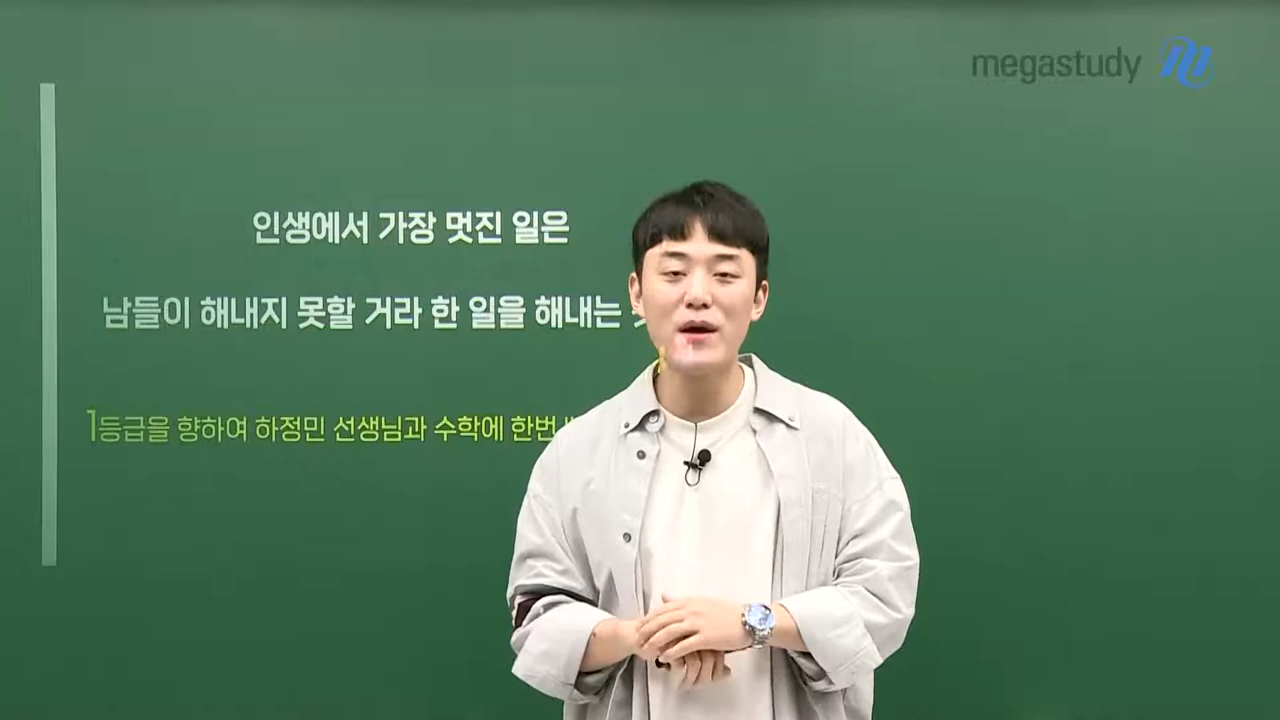 megastudy
인생에서 가장 멋진 일은
남들이 해내지 못할 거라 한 일을 해내는
1등급을 향하여 하정민 선생님과 수학에 한번